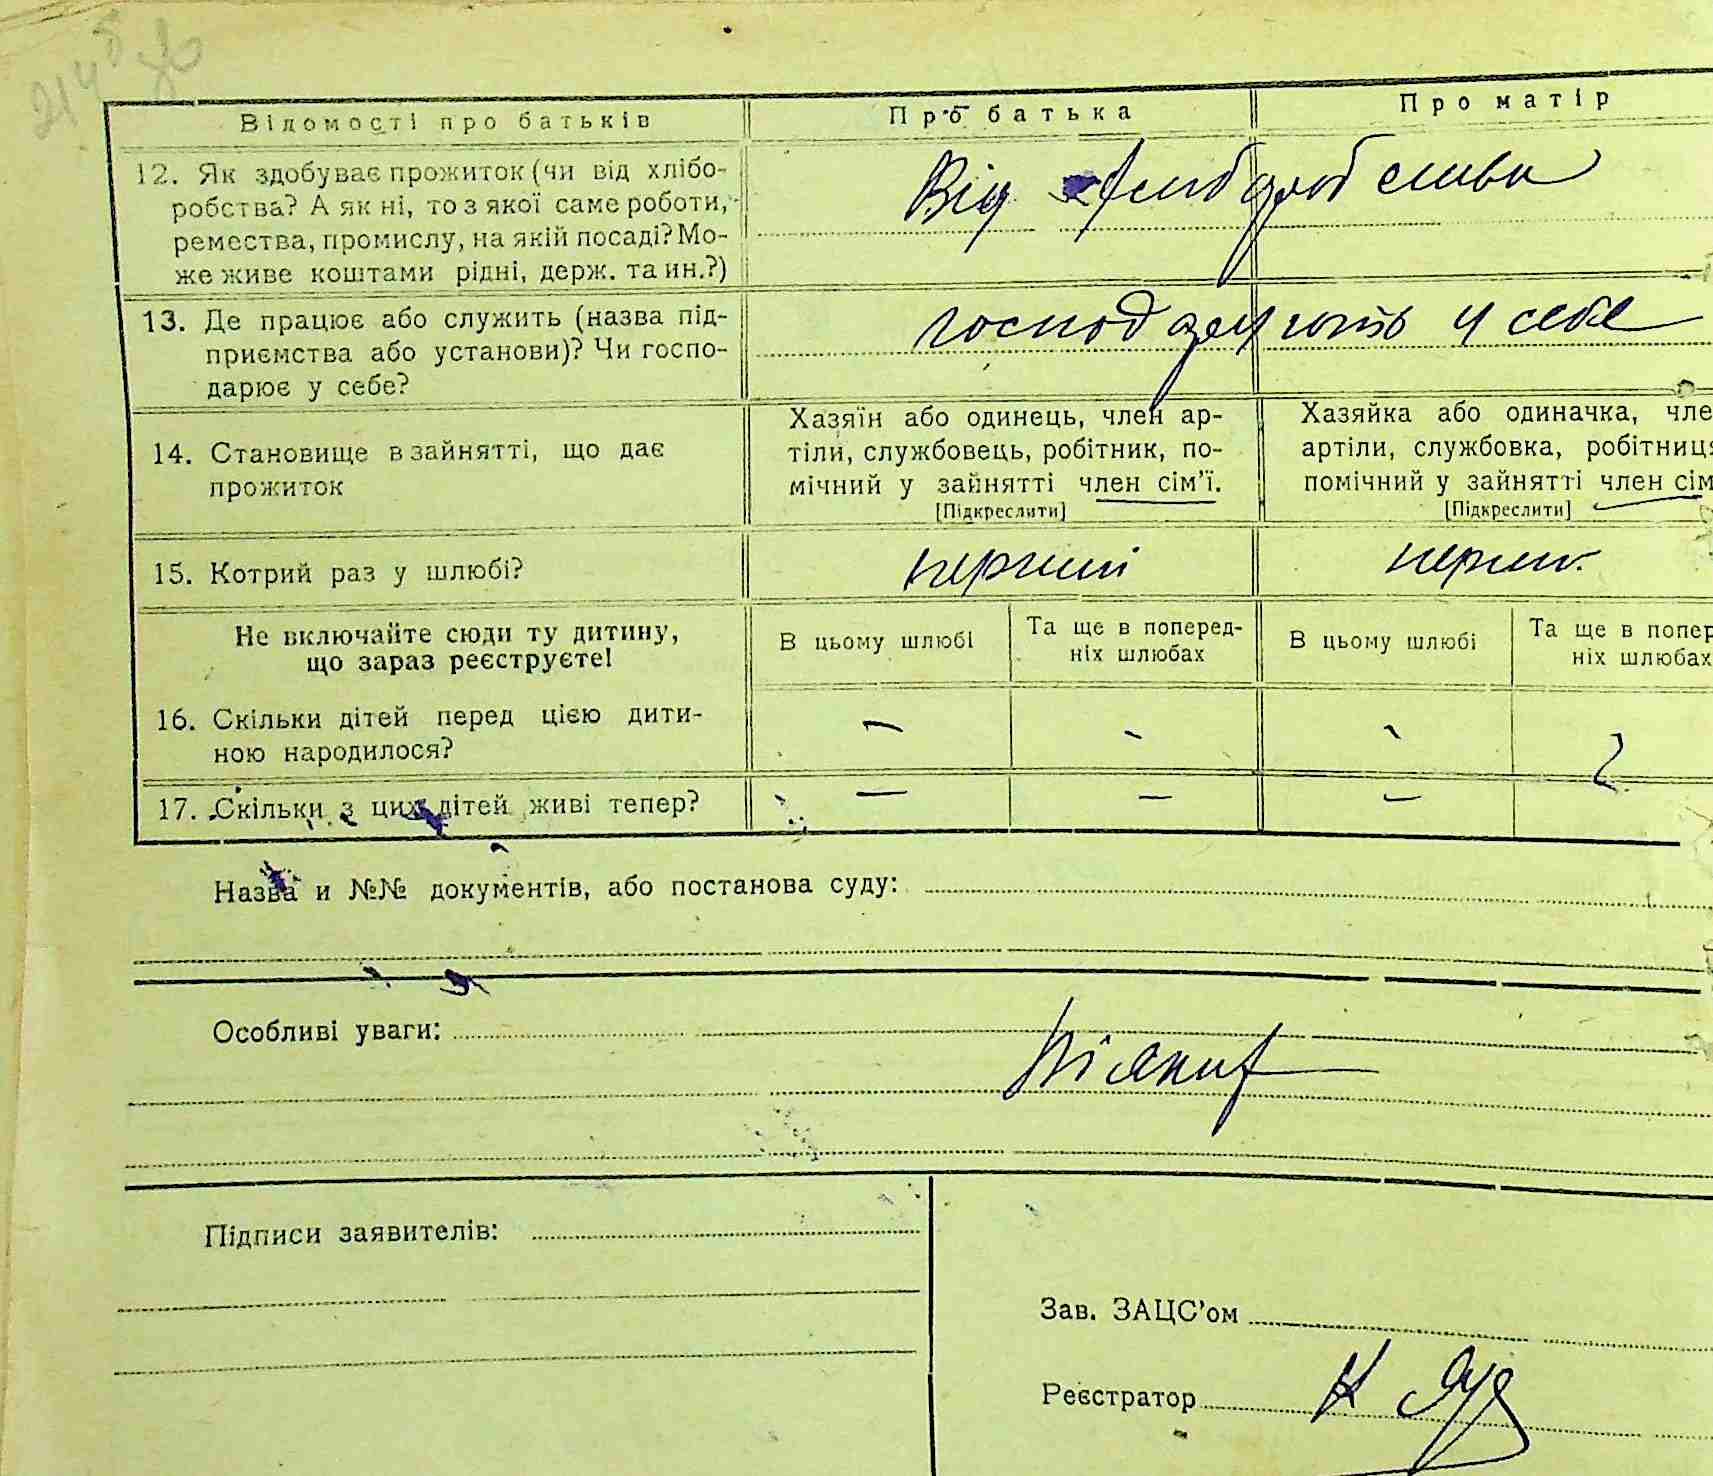 214
Відомості про батьків
Про батька
Про матір
12. Як здобуває прожиток (чи від хлібо-
робства? А як ні, то з якої саме роботи,
ремества, промислу, на якій посаді? Мо-
же живе коштами рідні, держ. та ин.?)
Від
13. Де працює або служить (назва під-
приємства або установи)? Чи госпо-
дарює у себе?
господарюють у себе
14. Становище в зайнятті, що дає
прожиток
Хазяїн або одинець, член ар-
тіли, службовець, робітник, по-
мічний у зайнятті член сім’ї.
[Підкреслити]
Хазяйка або одиначка, чле
артіли, службовка, робітниця
помічний у зайнятті член сім
[Підкреслити]
15. Котрий раз у шлюбі?
перший
перш.
Не включайте сюди ту дитину,
що зараз реєструєте!
В цьому шлюбі
Та ще в поперед-
ніх шлюбах
В цьому шлюбі
Та ще в попер
ніх шлюбах
16. Скільки дітей перед цією дити-
ною народилося?
– – – –
17. Скільки з цих дітей живі тепер?
– – –
Назва и №№ документів, або постанова суду:
Особливі уваги:
Підписи заявителів:
Зав. ЗАЦС’ом
Реєстратор